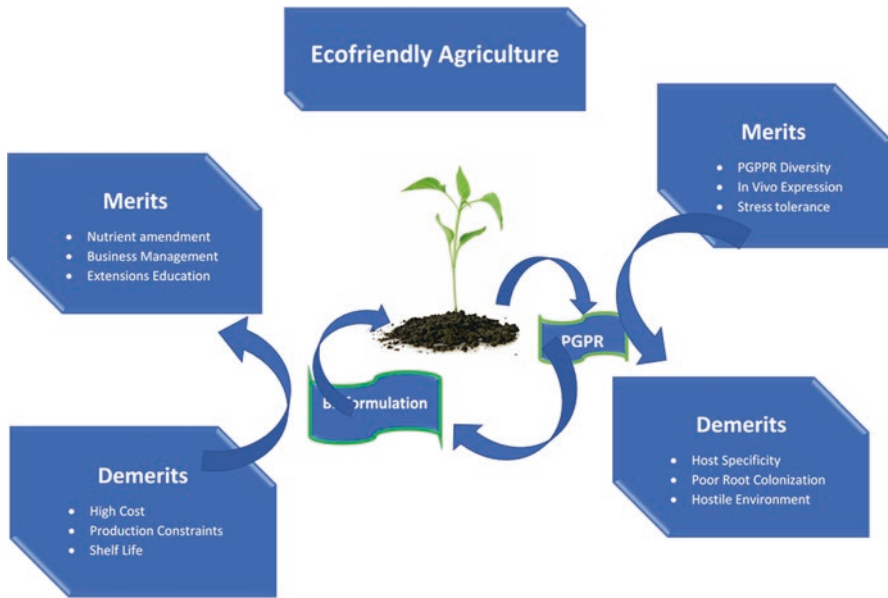 Ecofriendly Agriculture
Merits
• Nutrient amendment
• Business Management
• Extensions Education
Merits
• PGPPR Diversity
• In Vivo Expression
• Stress tolerance
PGPR
B formulation
Demerits
• High Cost
• Production Constraints
• Shelf Life
Demerits
• Host Specificity
• Poor Root Colonization
• Hostile Environment